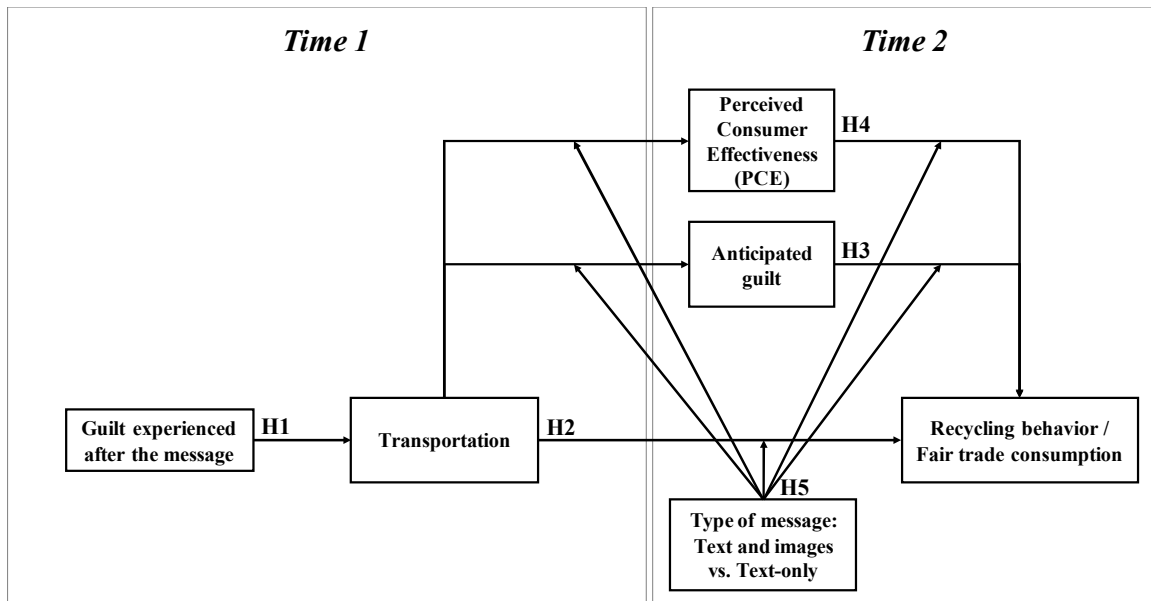 Time 1
Time 2
Perceived
Consumer
Effectiveness
(PCE)
H4
Anticipated
guilt
H3
Guilt experienced
after the message
H1
Transportation
H2
Recycling behavior /
Fair trade consumption
H5
Type of message:
Text and images
vs. Text-only